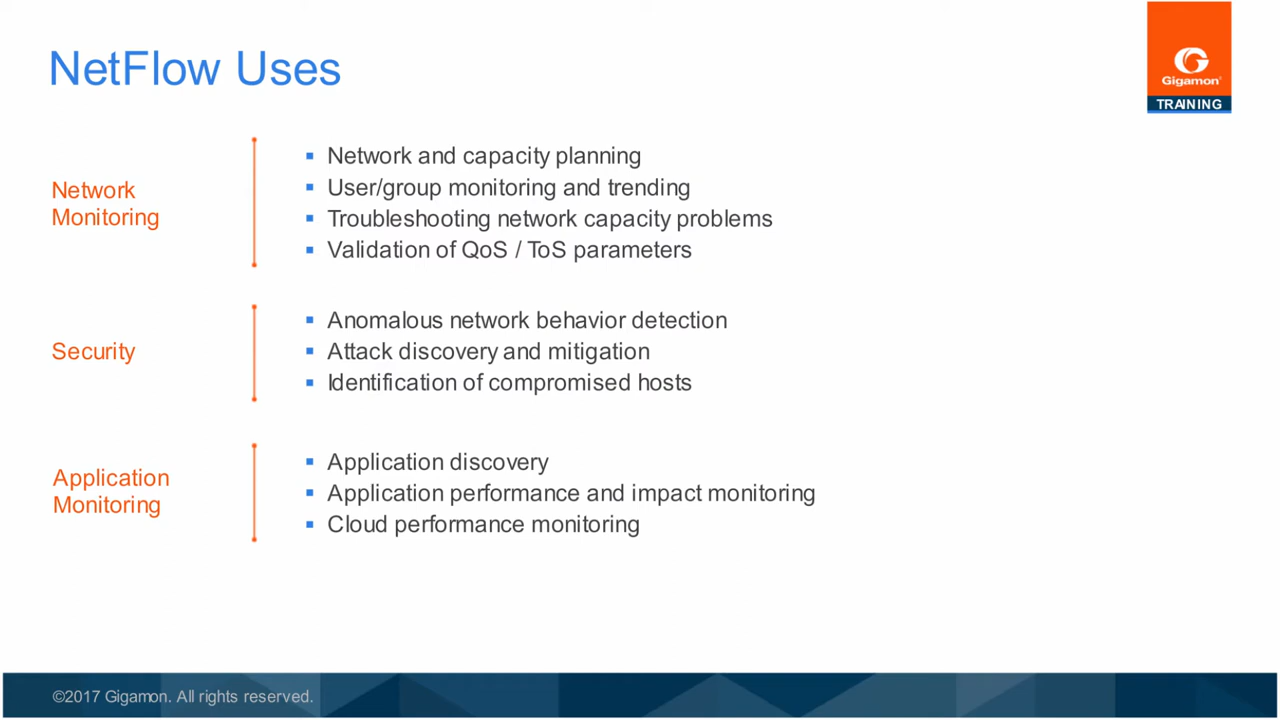 NetFlow Uses
Gigamon®
TRAINING
Network
Monitoring
▪ Network and capacity planning
▪ User/group monitoring and trending
▪ Troubleshooting network capacity problems
▪ Validation of QoS / ToS parameters
Security
▪ Anomalous network behavior detection
▪ Attack discovery and mitigation
▪ Identification of compromised hosts
Application
Monitoring
▪ Application discovery
▪ Application performance and impact monitoring
▪ Cloud performance monitoring
©2017 Gigamon. All rights reserved.